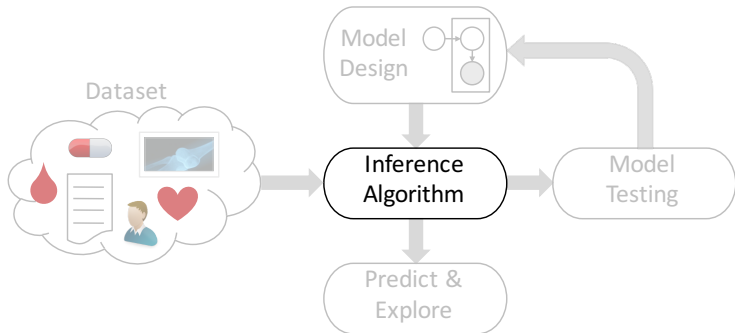 Model
Design
Dataset
Inference
Algorithm
Model
Testing
Predict &
Explore